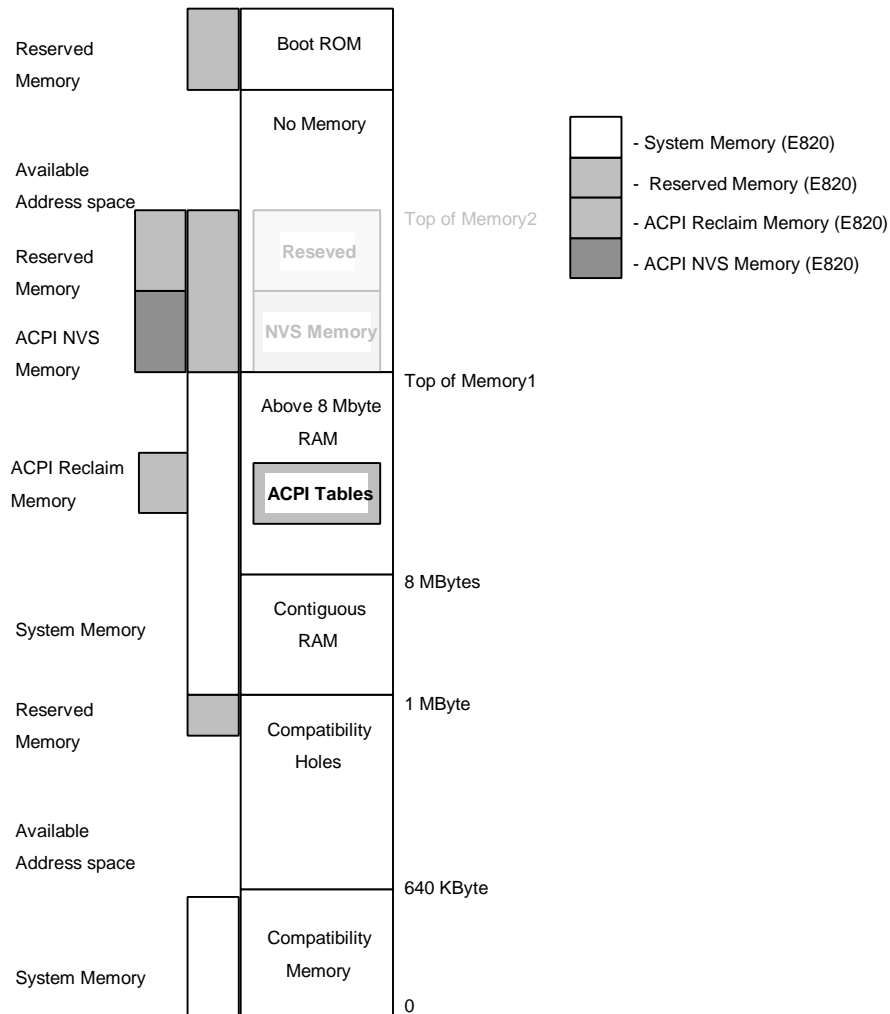 Boot ROM
Reserved
Memory
No Memory
- System Memory (E820)
Available
Address space
- Reserved Memory (E820)
Top of Memory2
- ACPI Reclaim Memory (E820)
Reserved
Memory
Reseved
- ACPI NVS Memory (E820)
ACPI NVS
Memory
NVS Memory
Top of Memory1
Above 8 Mbyte
RAM
ACPI Reclaim
Memory
ACPI Tables
8 MBytes
Contiguous
RAM
System Memory
1 MByte
Reserved
Memory
Compatibility
Holes
Available
Address space
640 KByte
Compatibility
Memory
System Memory
0